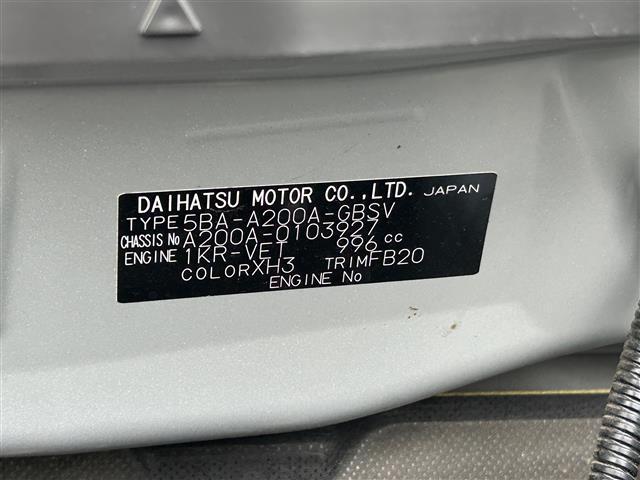 DAIHATSU MOTOR CO.,LTD. JAPAN
TYPE 5BA-A200A-GBSV
CHASSIS No A200A-0103927
ENGINE 1KR-VET 996 cc
COLOR XH3 TRIM FB20
ENGINE No